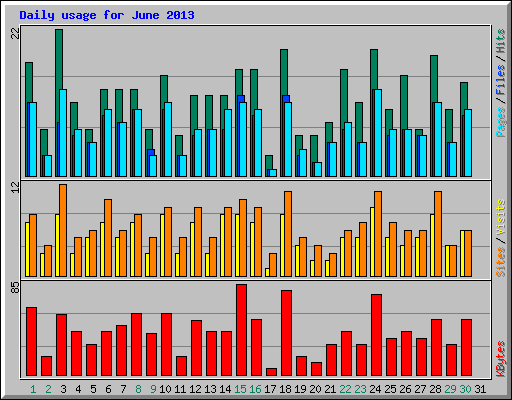 Daily usage for June 2013
22
Pages / Files / Hits
12
Sites / Visits
85
KBytes
1 2 3 4 5 6 7 8 9 10 11 12 13 14 15 16 17 18 19 20 21 22 23 24 25 26 27 28 29 30 31